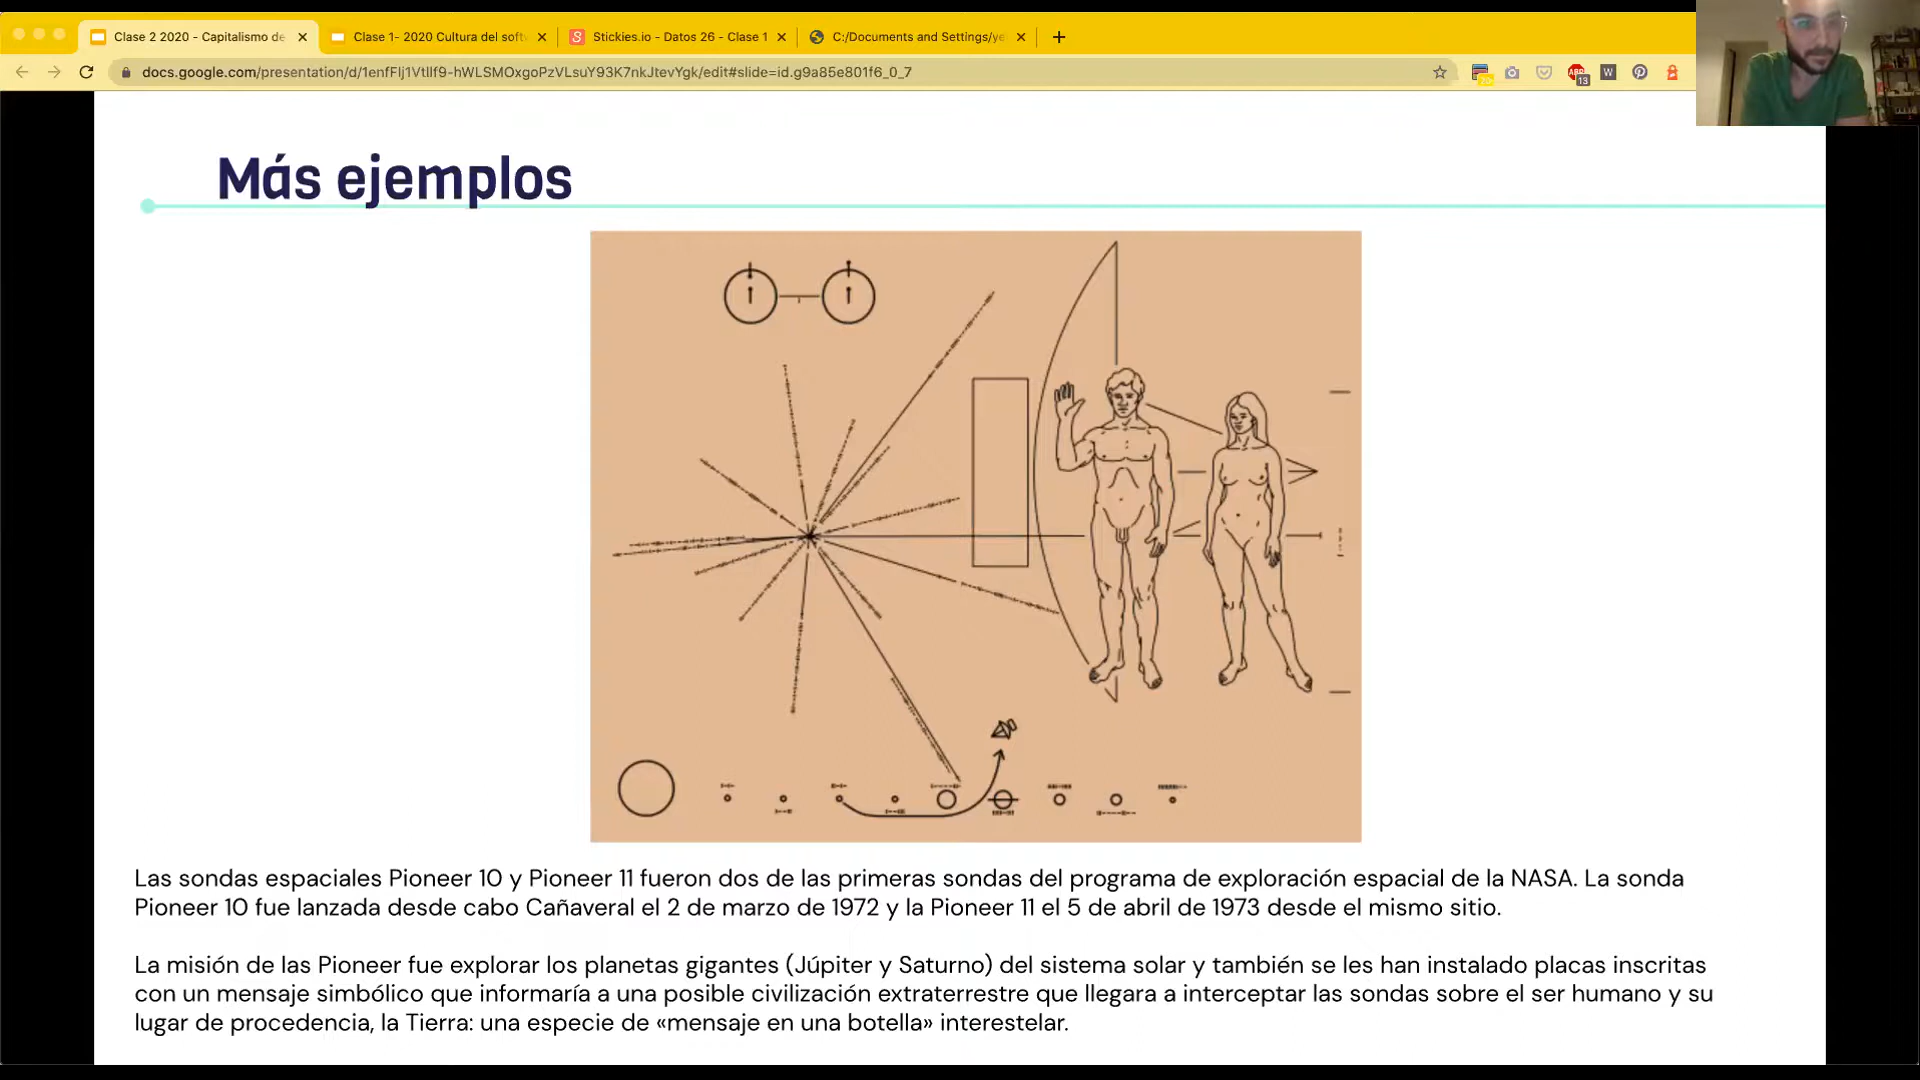 Clase 2 2020 - Capitalismo de
Clase 1- 2020 Cultura del soft
Stickies.io - Datos 26 - Clase 1
C:/Documents and Settings/ye
docs.google.com/presentation/d/1enfFIj1VtIlf9-hWLSMOxgoPzVLsuY93K7nkJtevYgk/edit#slide=id.g9a85e801f6_0_7
ABP
13
W
Más ejemplos
Las sondas espaciales Pioneer 10 y Pioneer 11 fueron dos de las primeras sondas del programa de exploración espacial de la NASA. La sonda
Pioneer 10 fue lanzada desde cabo Cañaveral el 2 de marzo de 1972 y la Pioneer 11 el 5 de abril de 1973 desde el mismo sitio.
La misión de las Pioneer fue explorar los planetas gigantes (Júpiter y Saturno) del sistema solar y también se les han instalado placas inscritas
con un mensaje simbólico que informaría a una posible civilización extraterrestre que llegara a interceptar las sondas sobre el ser humano y su
lugar de procedencia, la Tierra: una especie de «mensaje en una botella» interestelar.